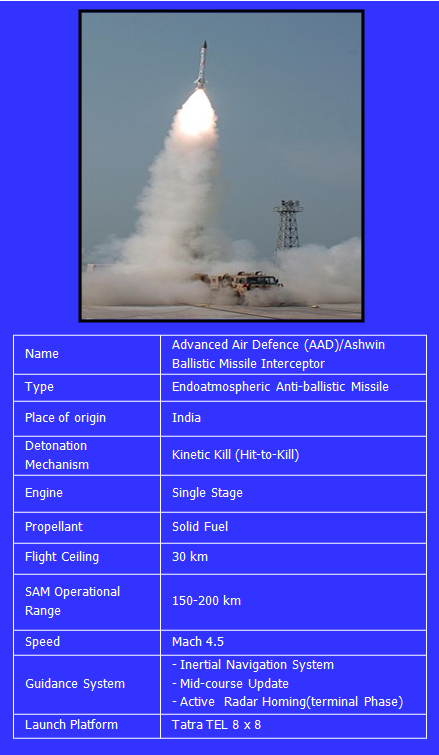 Name
Advanced Air Defence (AAD)/Ashwin
Ballistic Missile Interceptor
Type
Endoatmospheric Anti-ballistic Missile
Place of origin
India
Detonation
Mechanism
Kinetic Kill (Hit-to-Kill)
Engine
Single Stage
Propellant
Solid Fuel
Flight Ceiling
30 km
SAM Operational
Range
150-200 km
Speed
Mach 4.5
Guidance System
- Inertial Navigation System
- Mid-course Update
- Active  Radar Homing(terminal Phase)
Launch Platform
Tatra TEL 8 x 8